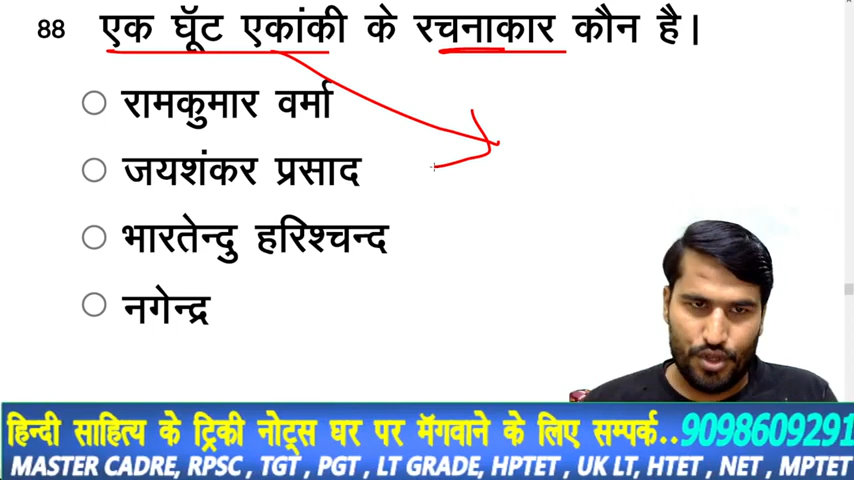 88 एक घूॅंट एकांकी के रचनाकार कौन है।
रामकुमार वर्मा
जयशंकर प्रसाद
भारतेन्दु हरिश्चन्द
नगेन्द्र
हिन्दी साहित्य के ट्रिकी नोट्स घर पर मॅगवाने के लिए सम्पर्क..9098609291
MASTER CADRE, RPSC , TGT , PGT , LT GRADE, HPTET , UK LT, HTET , NET , MPTET